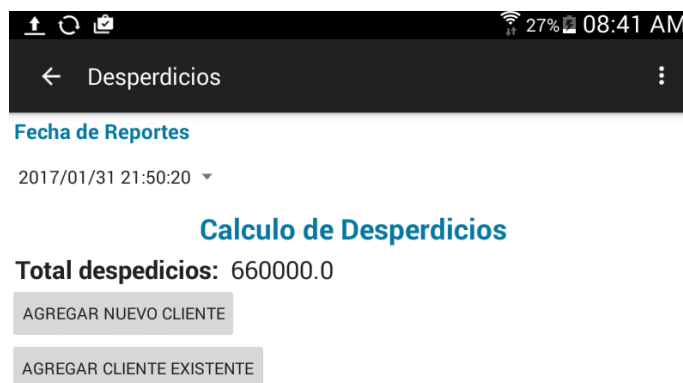 27% 08:41 AM
Desperdicios
Fecha de Reportes
2017/01/31 21:50:20
Calculo de Desperdicios
Total despedicios: 660000.0
AGREGAR NUEVO CLIENTE
AGREGAR CLIENTE EXISTENTE